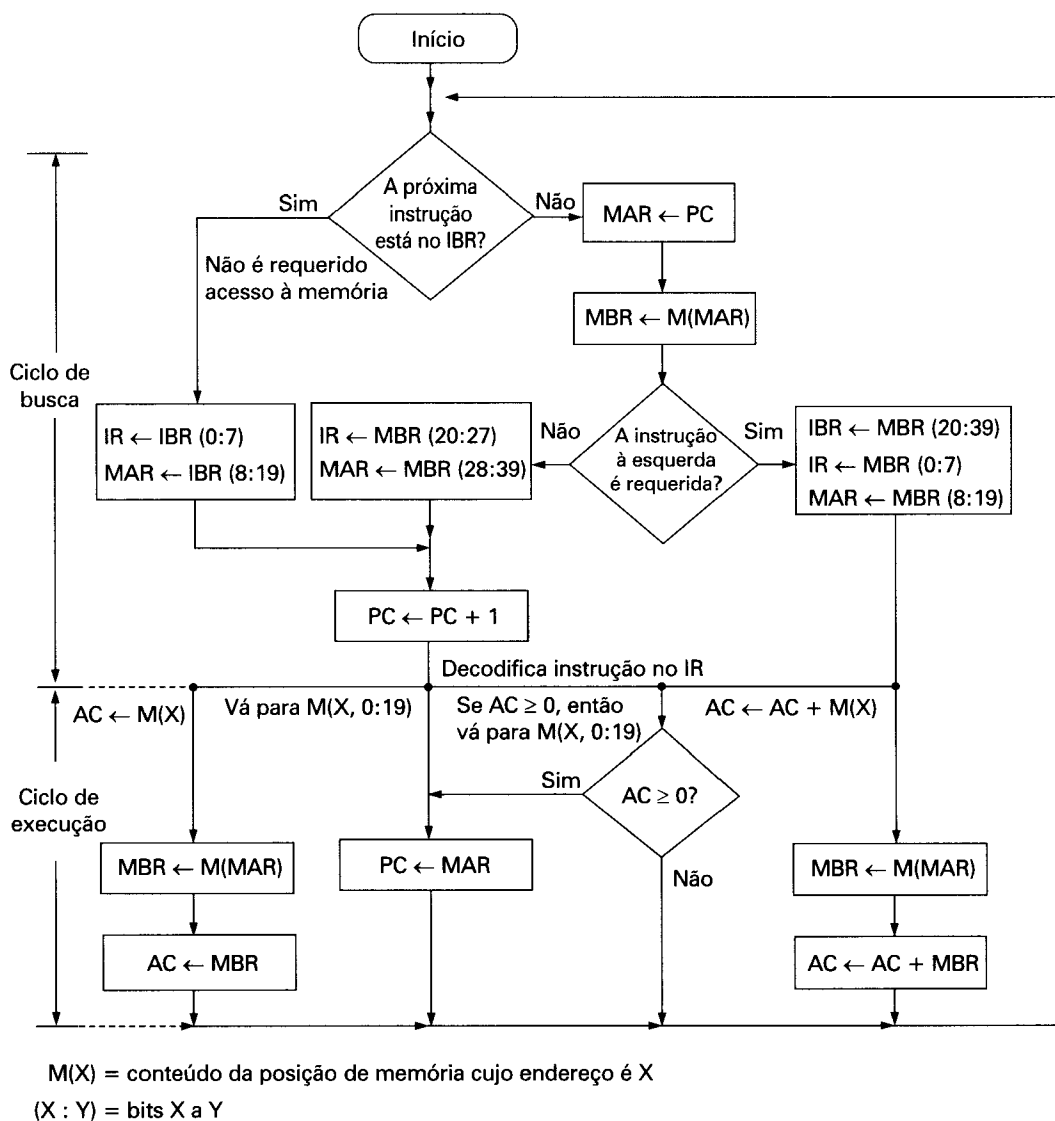 Início
A próxima
instrução
está no IBR?
Sim
Não
MAR ← PC
Não é requerido
acesso à memória
MBR ← M(MAR)
Ciclo de
busca
IR ← IBR (0:7)
MAR ← IBR (8:19)
IR ← MBR (20:27)
MAR ← MBR (28:39)
Não
A instrução
à esquerda
é requerida?
Sim
IBR ← MBR (20:39)
IR ← MBR (0:7)
MAR ← MBR (8:19)
PC ← PC + 1
Decodifica instrução no IR
AC ← M(X)
Vá para M(X, 0:19)
Se AC ≥ 0, então
vá para M(X, 0:19)
AC ← AC + M(X)
Ciclo de
execução
Sim
AC ≥ 0?
Não
MBR ← M(MAR)
PC ← MAR
MBR ← M(MAR)
AC ← MBR
AC ← AC + MBR
M(X) = conteúdo da posição de memória cujo endereço é X
(X : Y) = bits X a Y